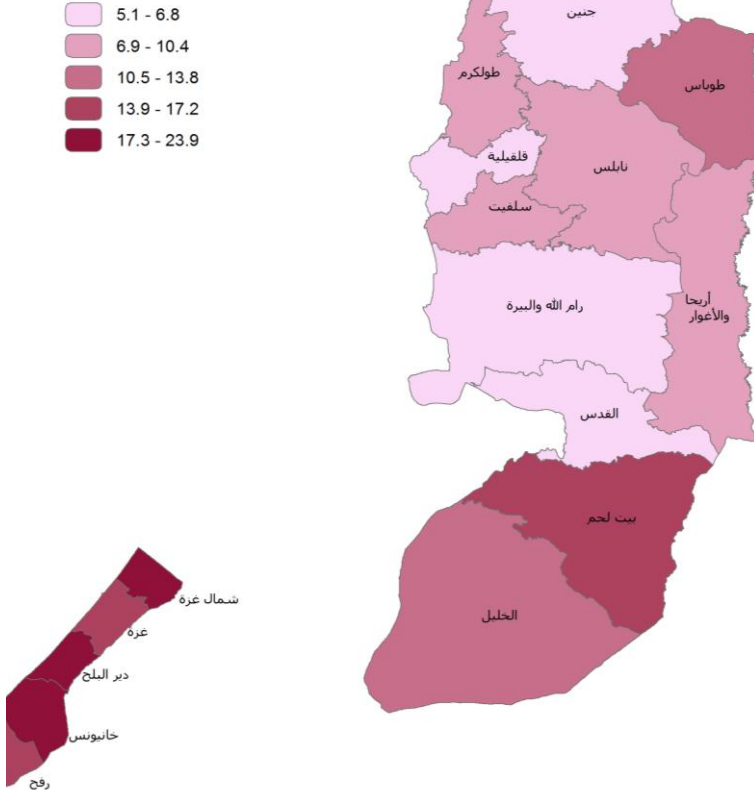 5.1 - 6.8
6.9 - 10.4
10.5 - 13.8
13.9 - 17.2
17.3 - 23.9
جنين
طولكرم
طوباس
قلقيلية
نابلس
سلفيت
رام الله والبيرة
أريحا
والأغوار
القدس
بيت لحم
الخليل
شمال غزة
غزة
دير البلح
خانيونس
رفح